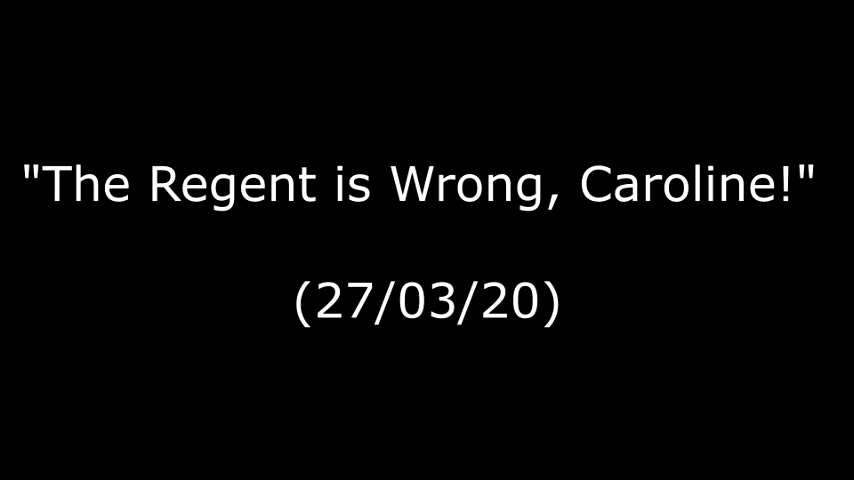 "The Regent is Wrong, Caroline!"
(27/03/20)